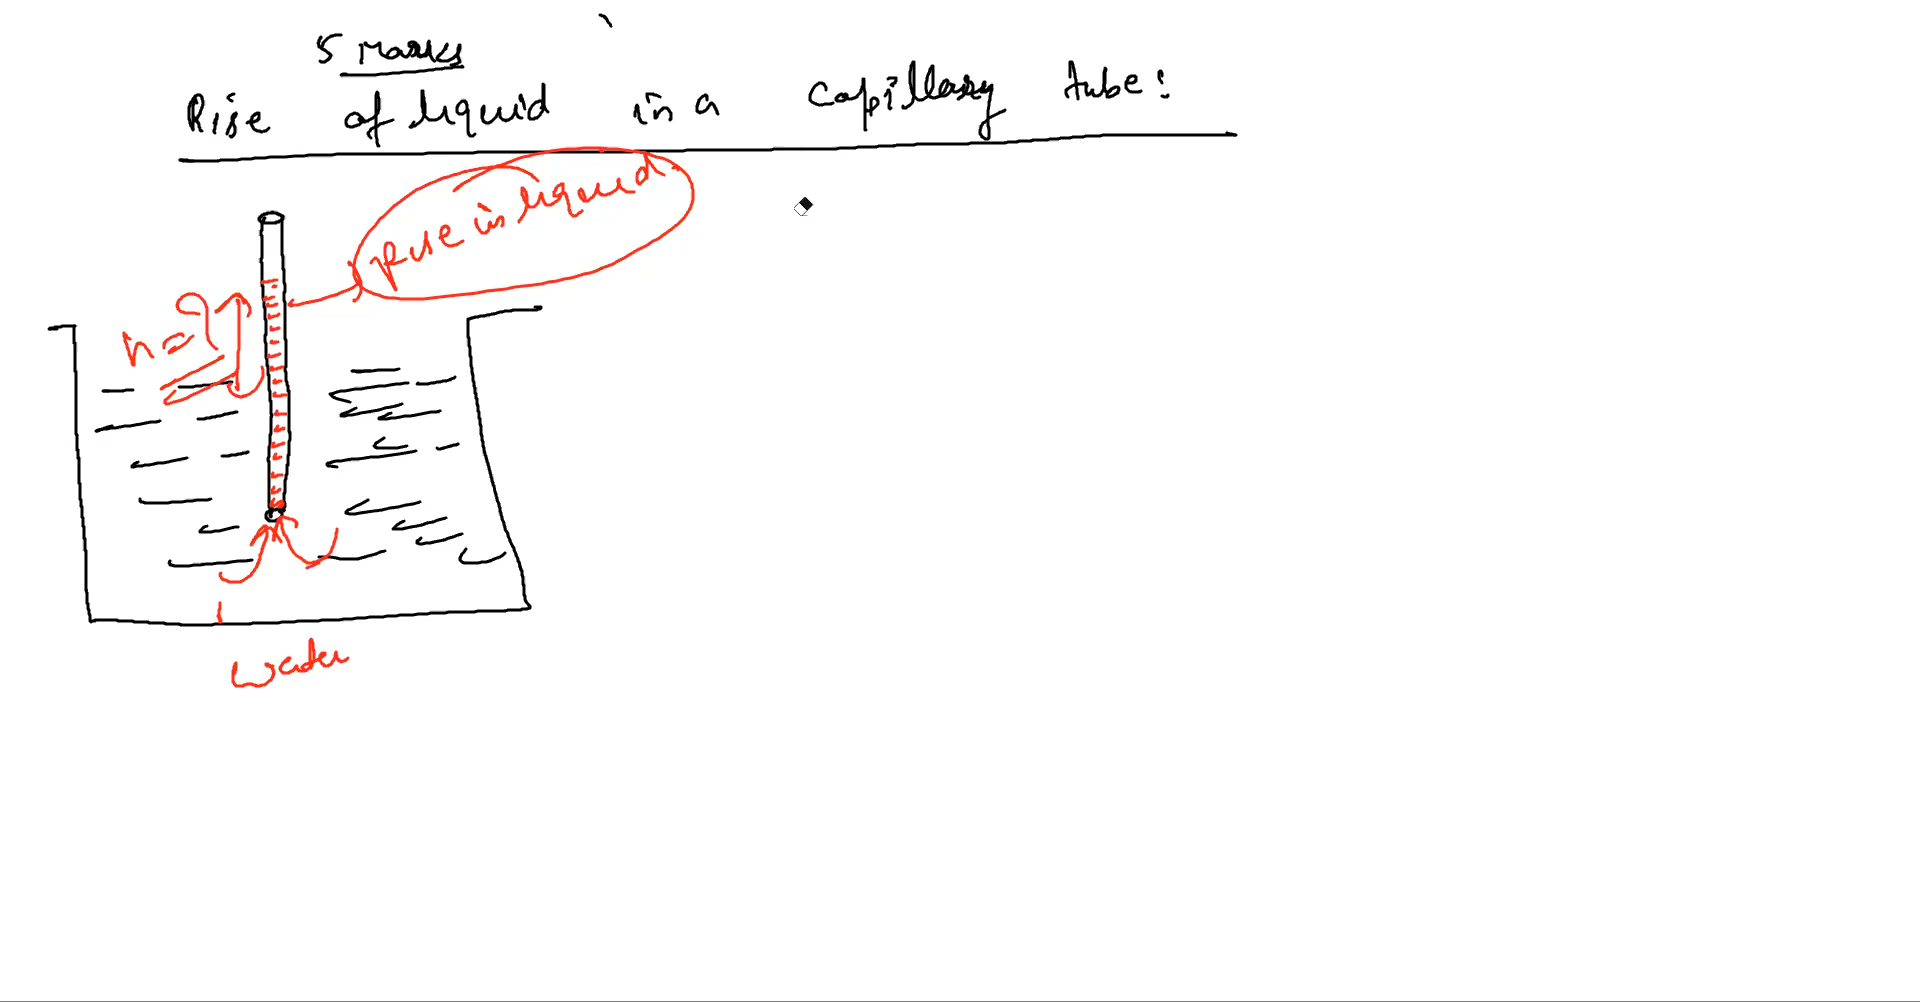 5 Marks
Rise of liquid in a Capillary tube:
Rise in liquid
h = ?
Water